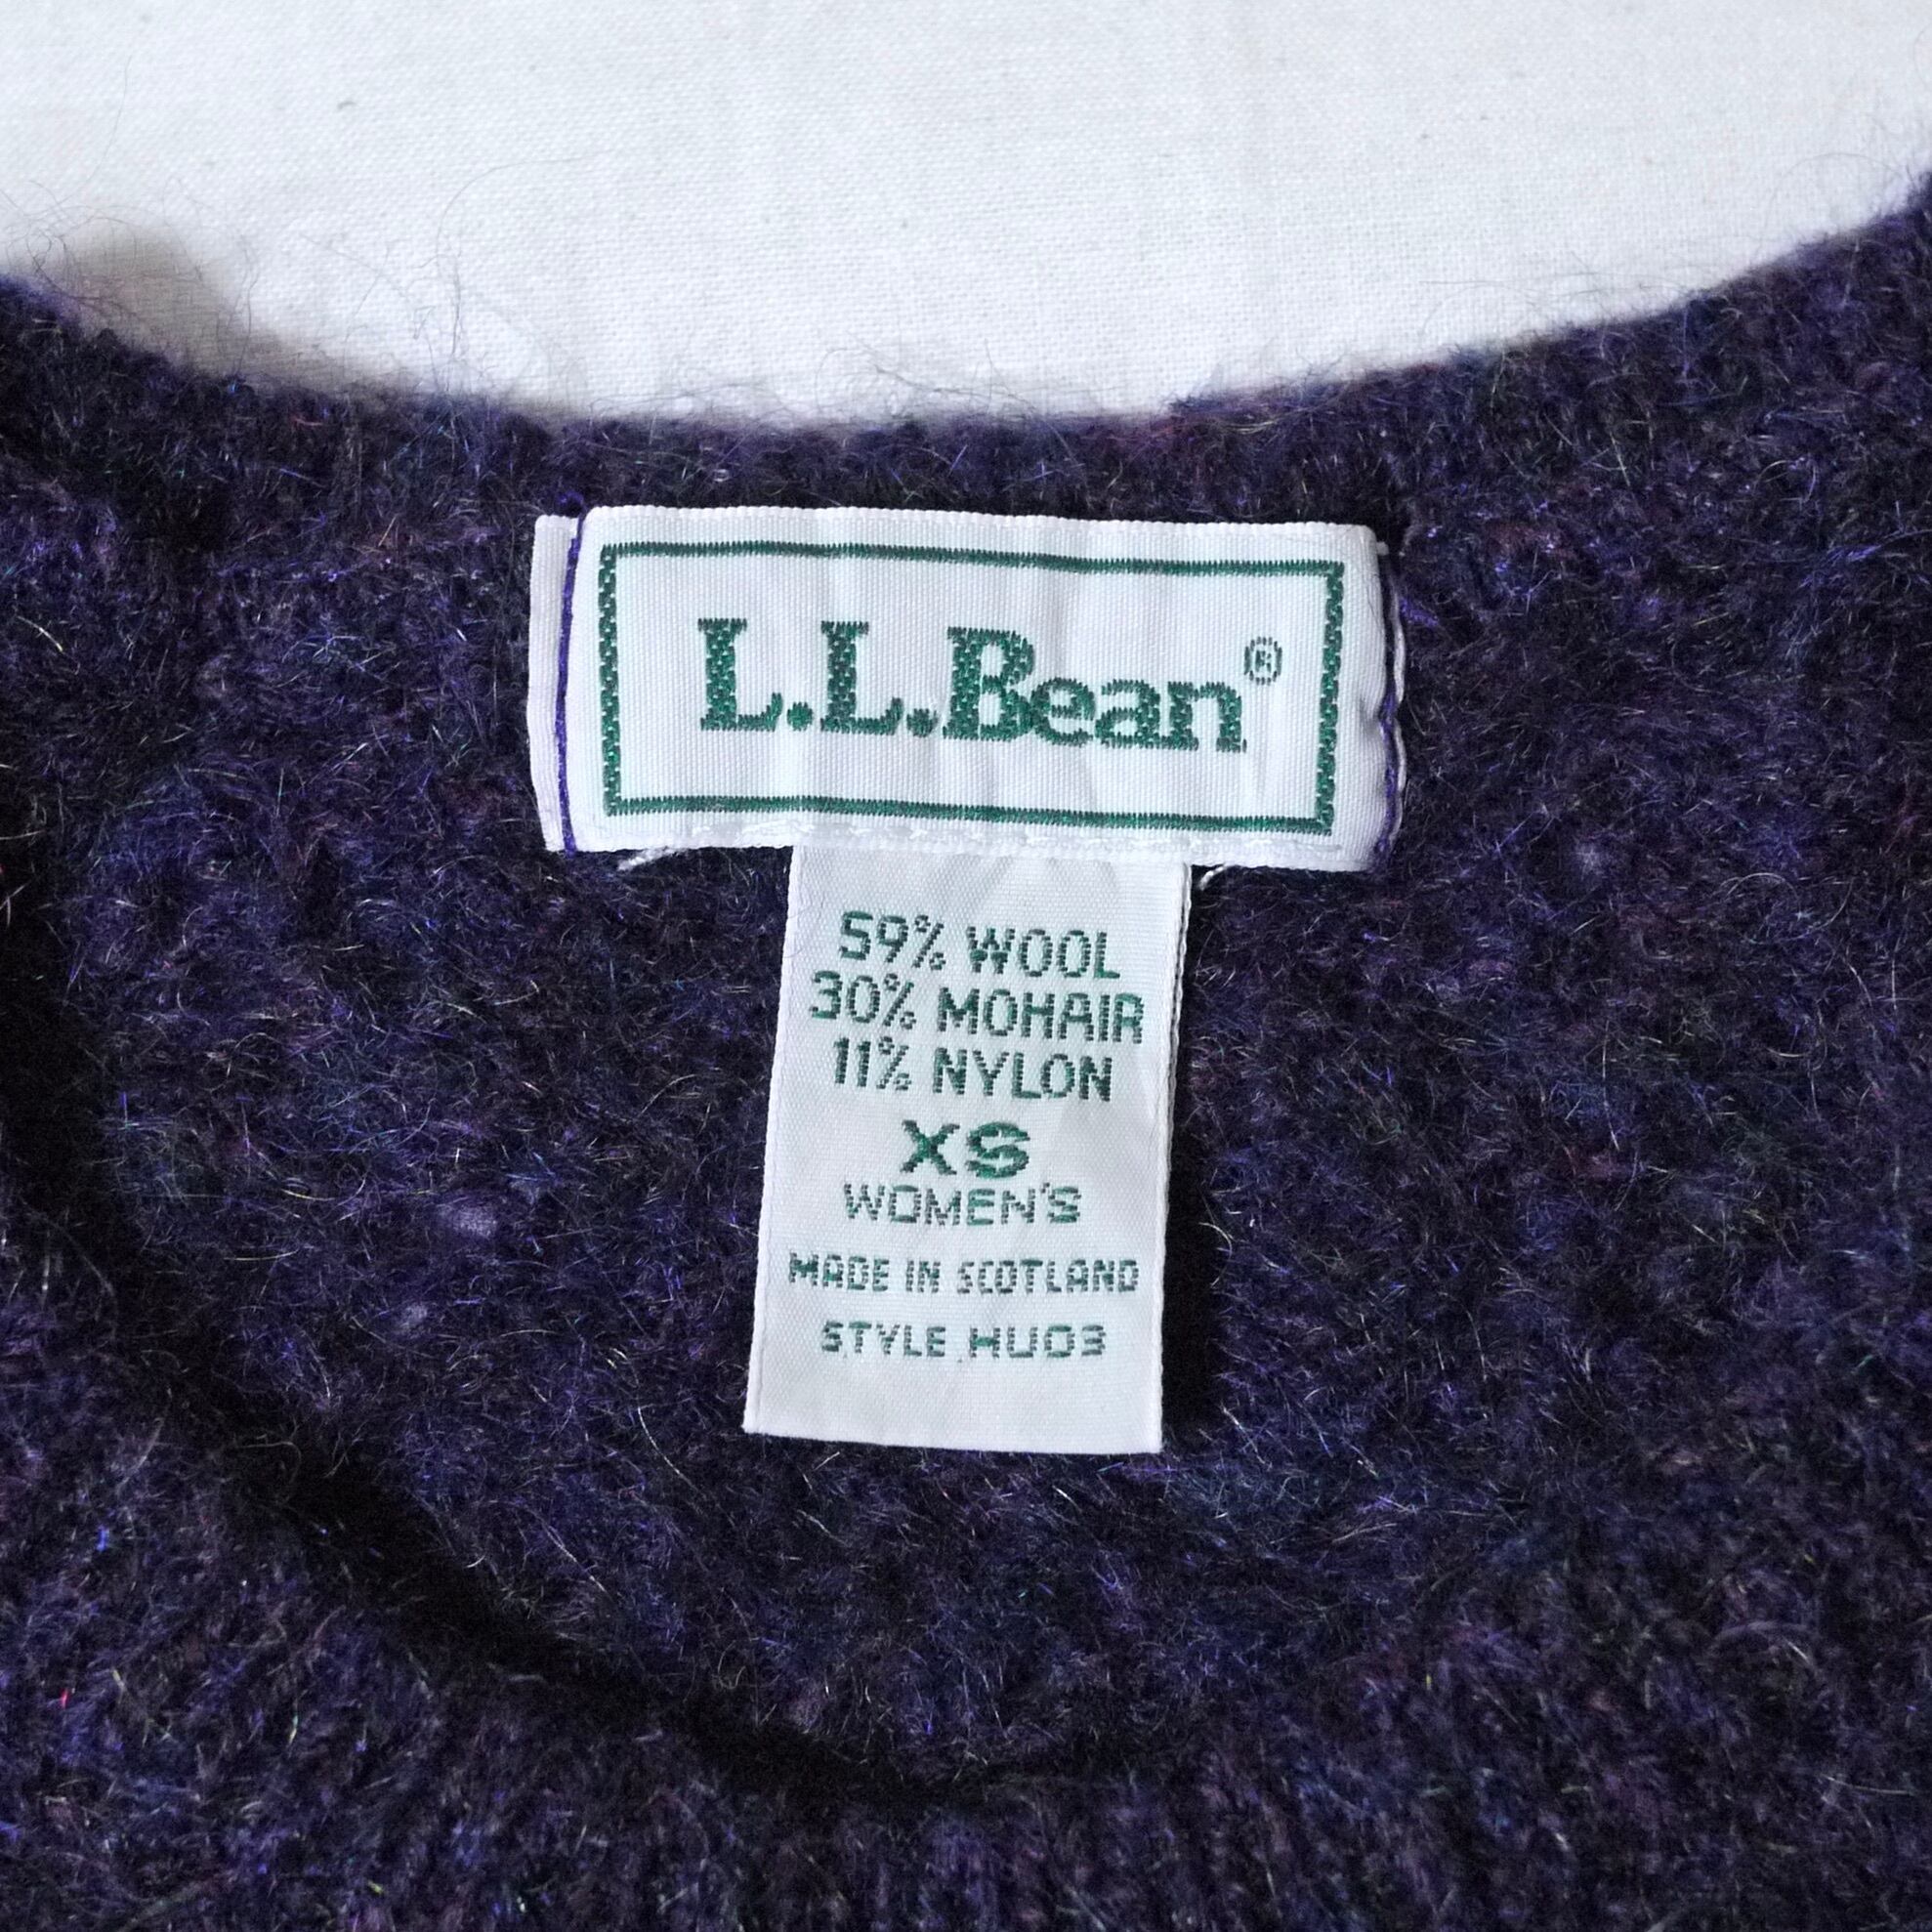 L.L.Bean®
59% WOOL
30% MOHAIR
11% NYLON
XS
WOMEN'S
MADE IN SCOTLAND
STYLE HU03